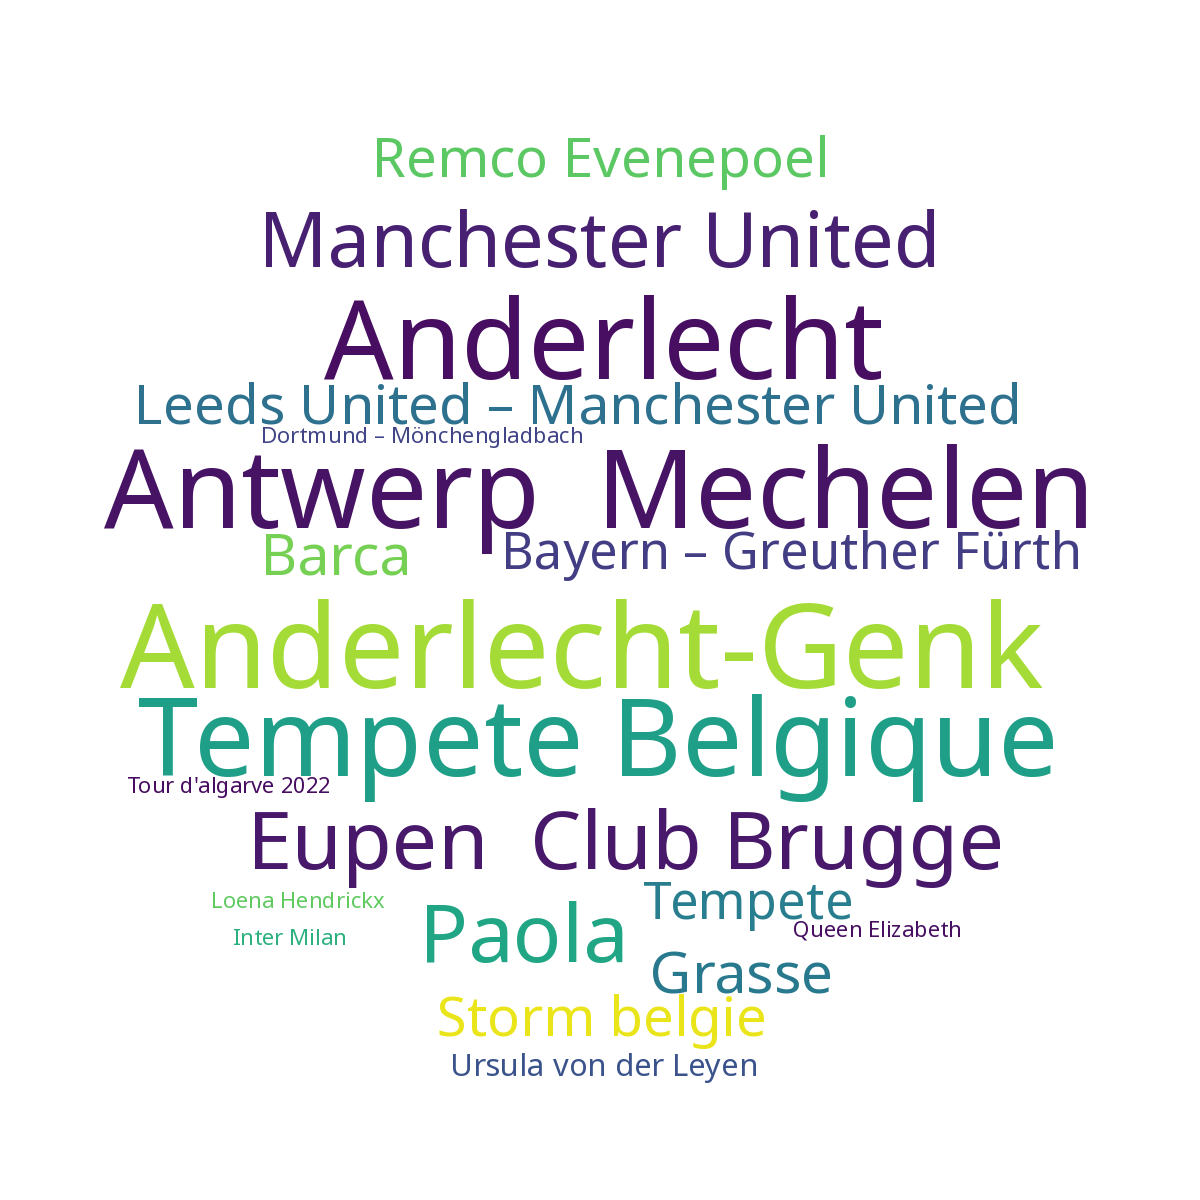 Remco Evenepoel
Manchester United
Anderlecht
Leeds United – Manchester United
Dortmund – Mönchengladbach
Antwerp Mechelen
Barca
Bayern – Greuther Fürth
Anderlecht-Genk
Tempete Belgique
Tour d'algarve 2022
Eupen Club Brugge
Tempete
Loena Hendrickx
Paola
Queen Elizabeth
Inter Milan
Grasse
Storm belgie
Ursula von der Leyen